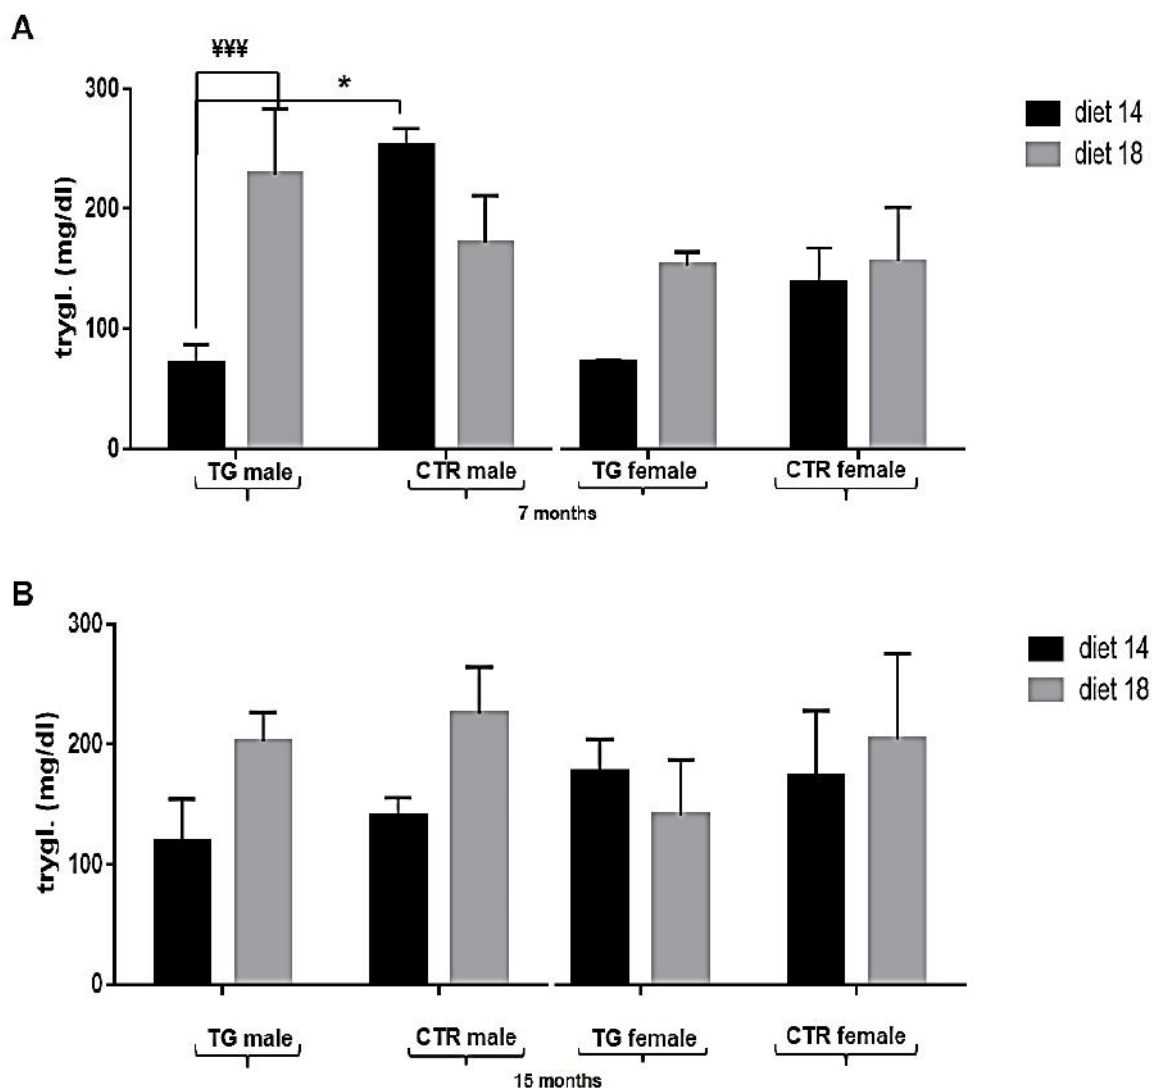 A
¥¥¥
*
300
200
100
0
trygl. (mg/dl)
diet 14
diet 18
TG male
CTR male
TG female
CTR female
7 months
B
300
200
100
0
trygl. (mg/dl)
diet 14
diet 18
TG male
CTR male
TG female
CTR female
15 months